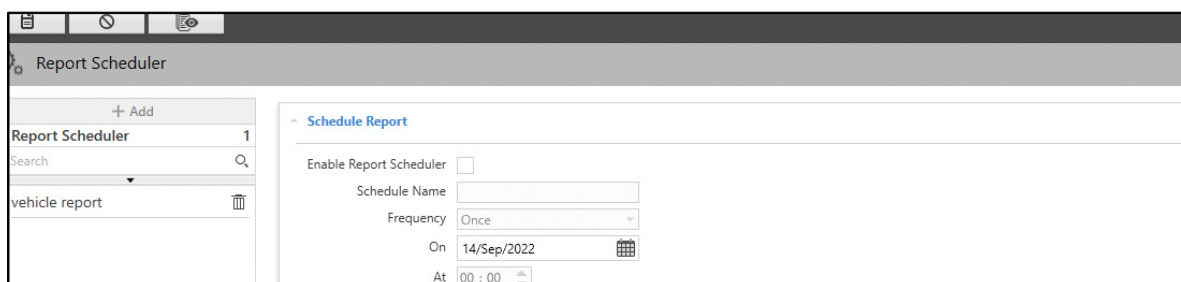 Report Scheduler
+ Add
Report Scheduler 1
Search
vehicle report
Schedule Report
Enable Report Scheduler
Schedule Name
Frequency Once
On 14/Sep/2022
At 00 : 00